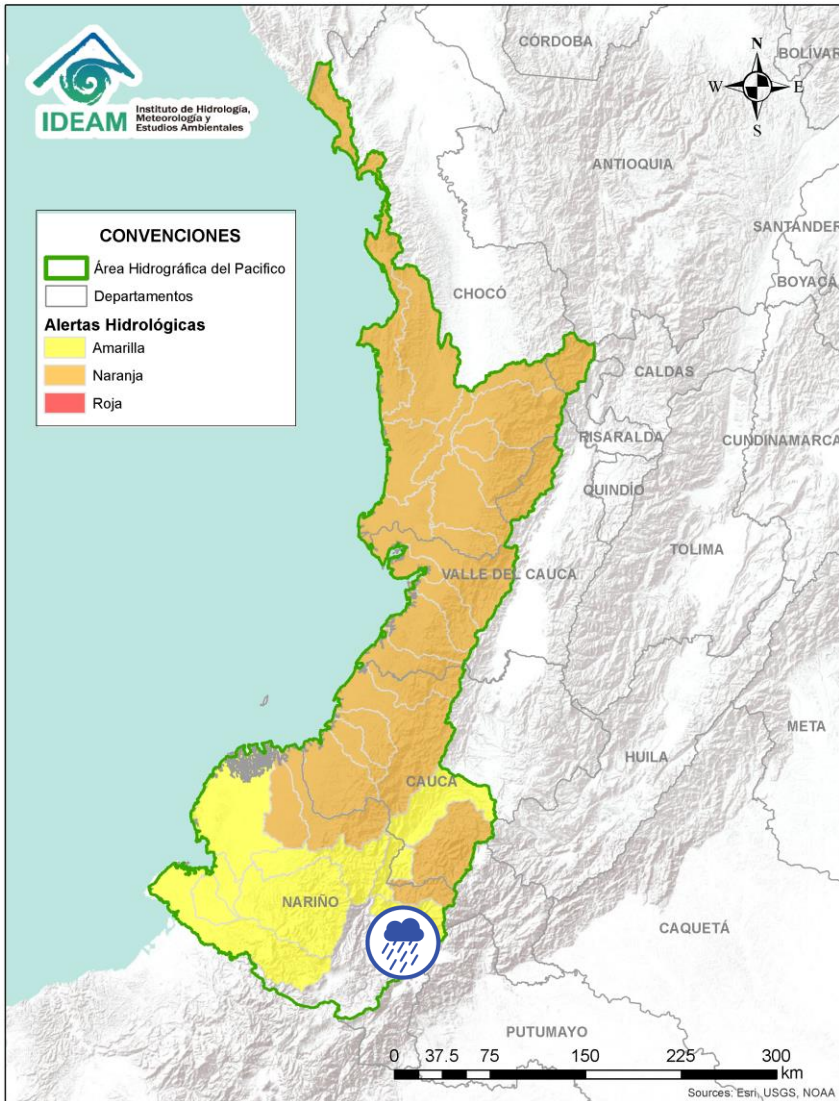 CÓRDOBA
BOLÍVAR
N
W
E
S
IDEAM
Instituto de Hidrología,
Meteorología y
Estudios Ambientales
ANTIOQUIA
SANTANDER
CONVENCIONES
Área Hidrográfica del Pacifico
Departamentos
Alertas Hidrológicas
Amarilla
Naranja
Roja
BOYACÁ
CHOCÓ
CALDAS
RISARALDA
CUNDINAMARCA
QUINDÍO
TOLIMA
VALLE DEL CAUCA
META
HUILA
CAUCA
NARIÑO
CAQUETÁ
PUTUMAYO
0 37.5 75 150 225 300
km
Sources: Esri, USGS, NOAA